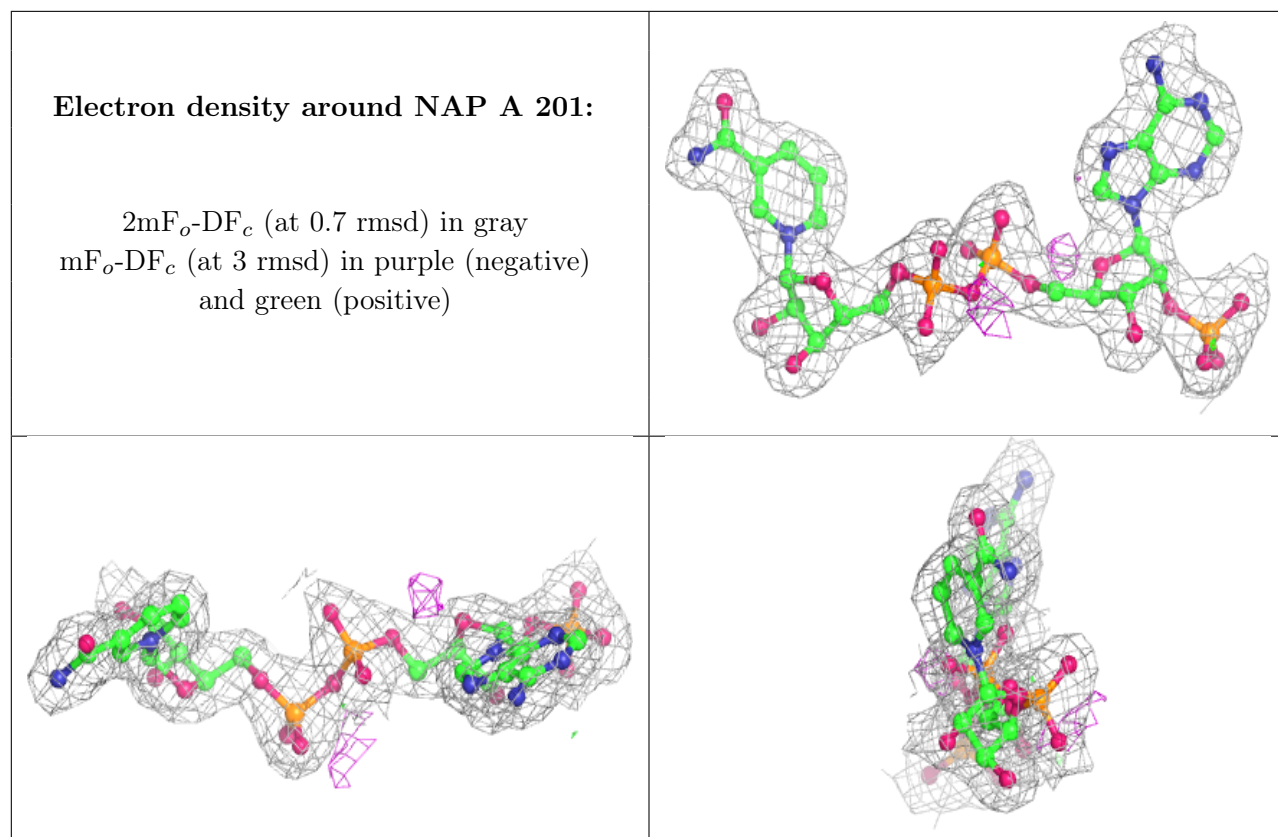 Electron density around NAP A 201:
2mFo-DFc (at 0.7 rmsd) in gray
mFo-DFc (at 3 rmsd) in purple (negative)
and green (positive)